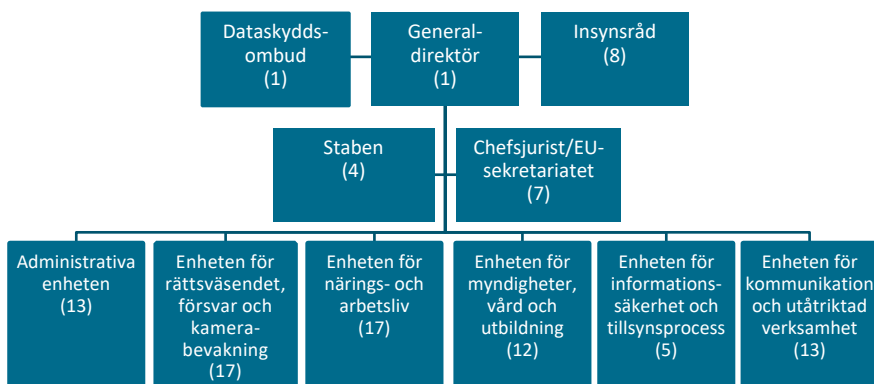 Dataskydds-
ombud
(1)
General-
direktör
(1)
Insynsråd
(8)
Staben
(4)
Chefsjurist/EU-
sekretariatet
(7)
Administrativa
enheten
(13)
Enheten för
rättsväsendet,
försvar och
kamera-
bevakning
(17)
Enheten för
närings- och
arbetsliv
(17)
Enheten för
myndigheter,
vård och
utbildning
(12)
Enheten för
informations-
säkerhet och
tillsynsprocess
(5)
Enheten för
kommunikation
och utåtriktad
verksamhet
(13)